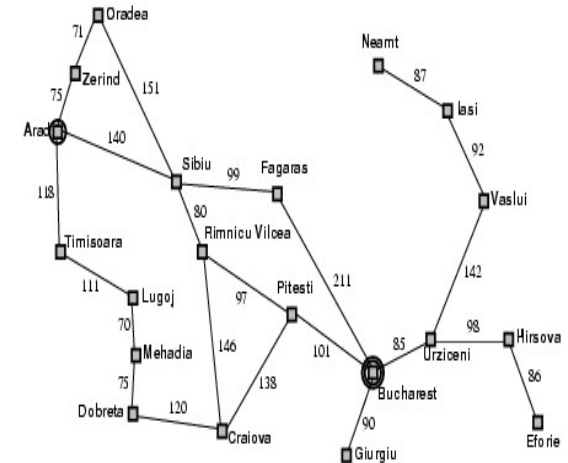 Oradea
71
Neamt
Zerind
87
75
151
Iasi
Arad
140
92
Sibiu
Fagaras
99
118
Vaslui
80
Timisoara
Rimnicu Vilcea
111
142
211
Lugoj
97
Pitesti
70
98
Hirsova
146
85
101
Urziceni
Mehadia
138
86
75
Bucharest
120
Dobreta
90
Craiova
Eforie
Giurgiu